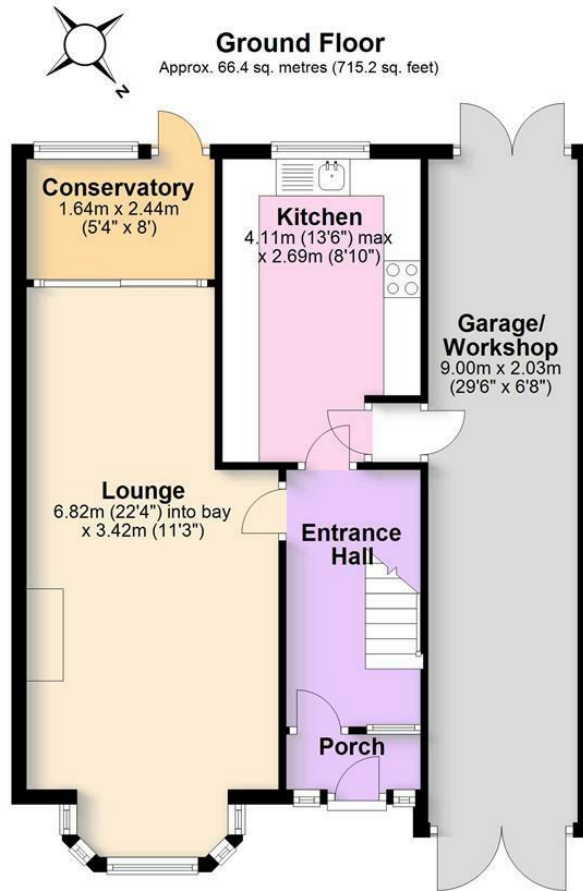 Ground Floor
Approx. 66.4 sq. metres (715.2 sq. feet)
N
Conservatory
1.64m x 2.44m
(5'4" x 8')
Kitchen
4.11m (13'6") max
x 2.69m (8'10")
Garage/
Workshop
9.00m x 2.03m
(29'6" x 6'8")
Lounge
6.82m (22'4") into bay
x 3.42m (11'3")
Entrance
Hall
Porch